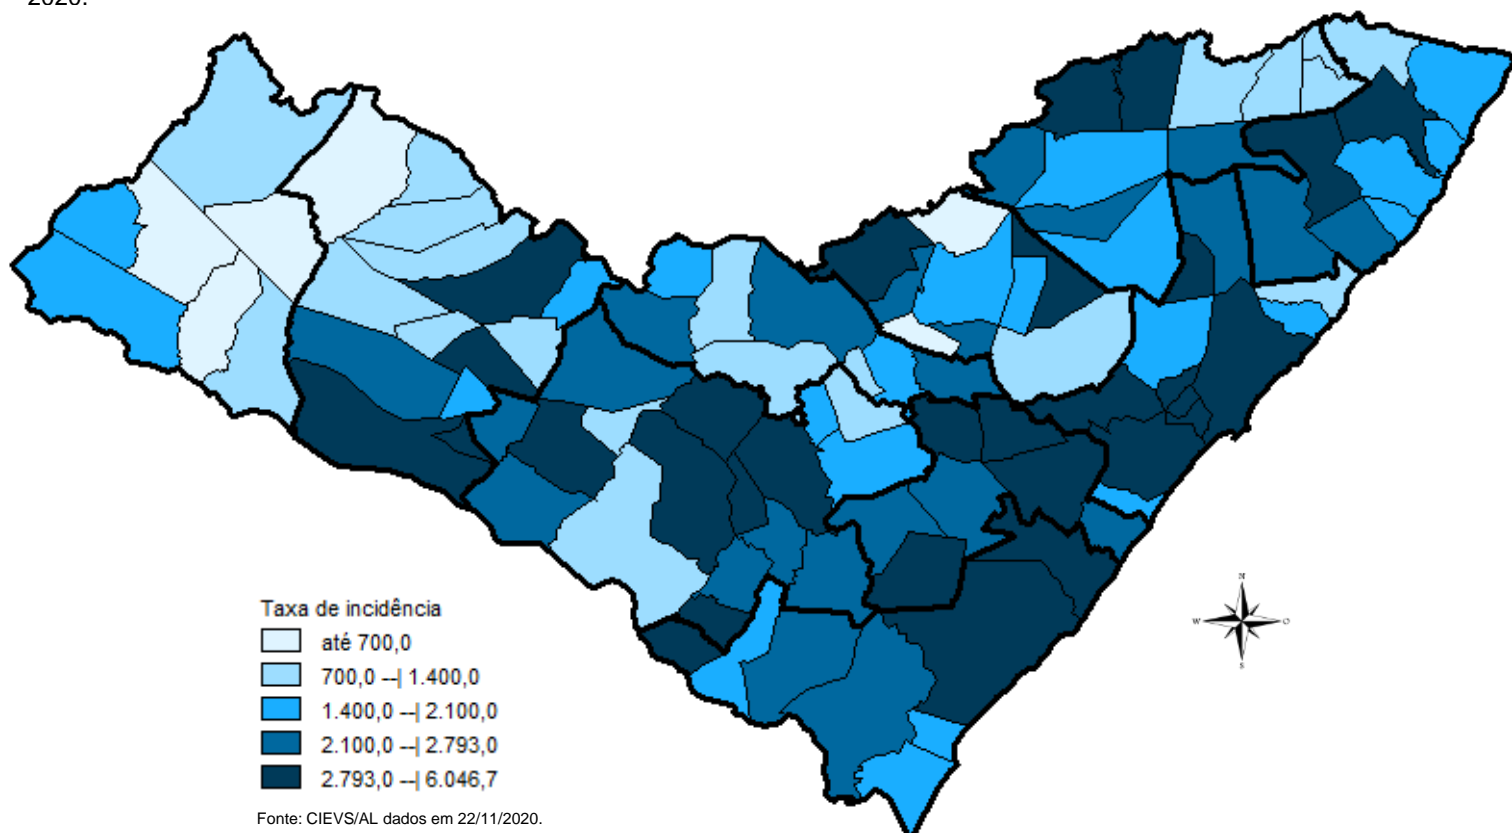 2020.
Taxa de incidência
até 700,0
700,0 --| 1.400,0
1.400,0 --| 2.100,0
2.100,0 --| 2.793,0
2.793,0 --| 6.046,7
Fonte: CIEVS/AL dados em 22/11/2020.
N
W
O
S